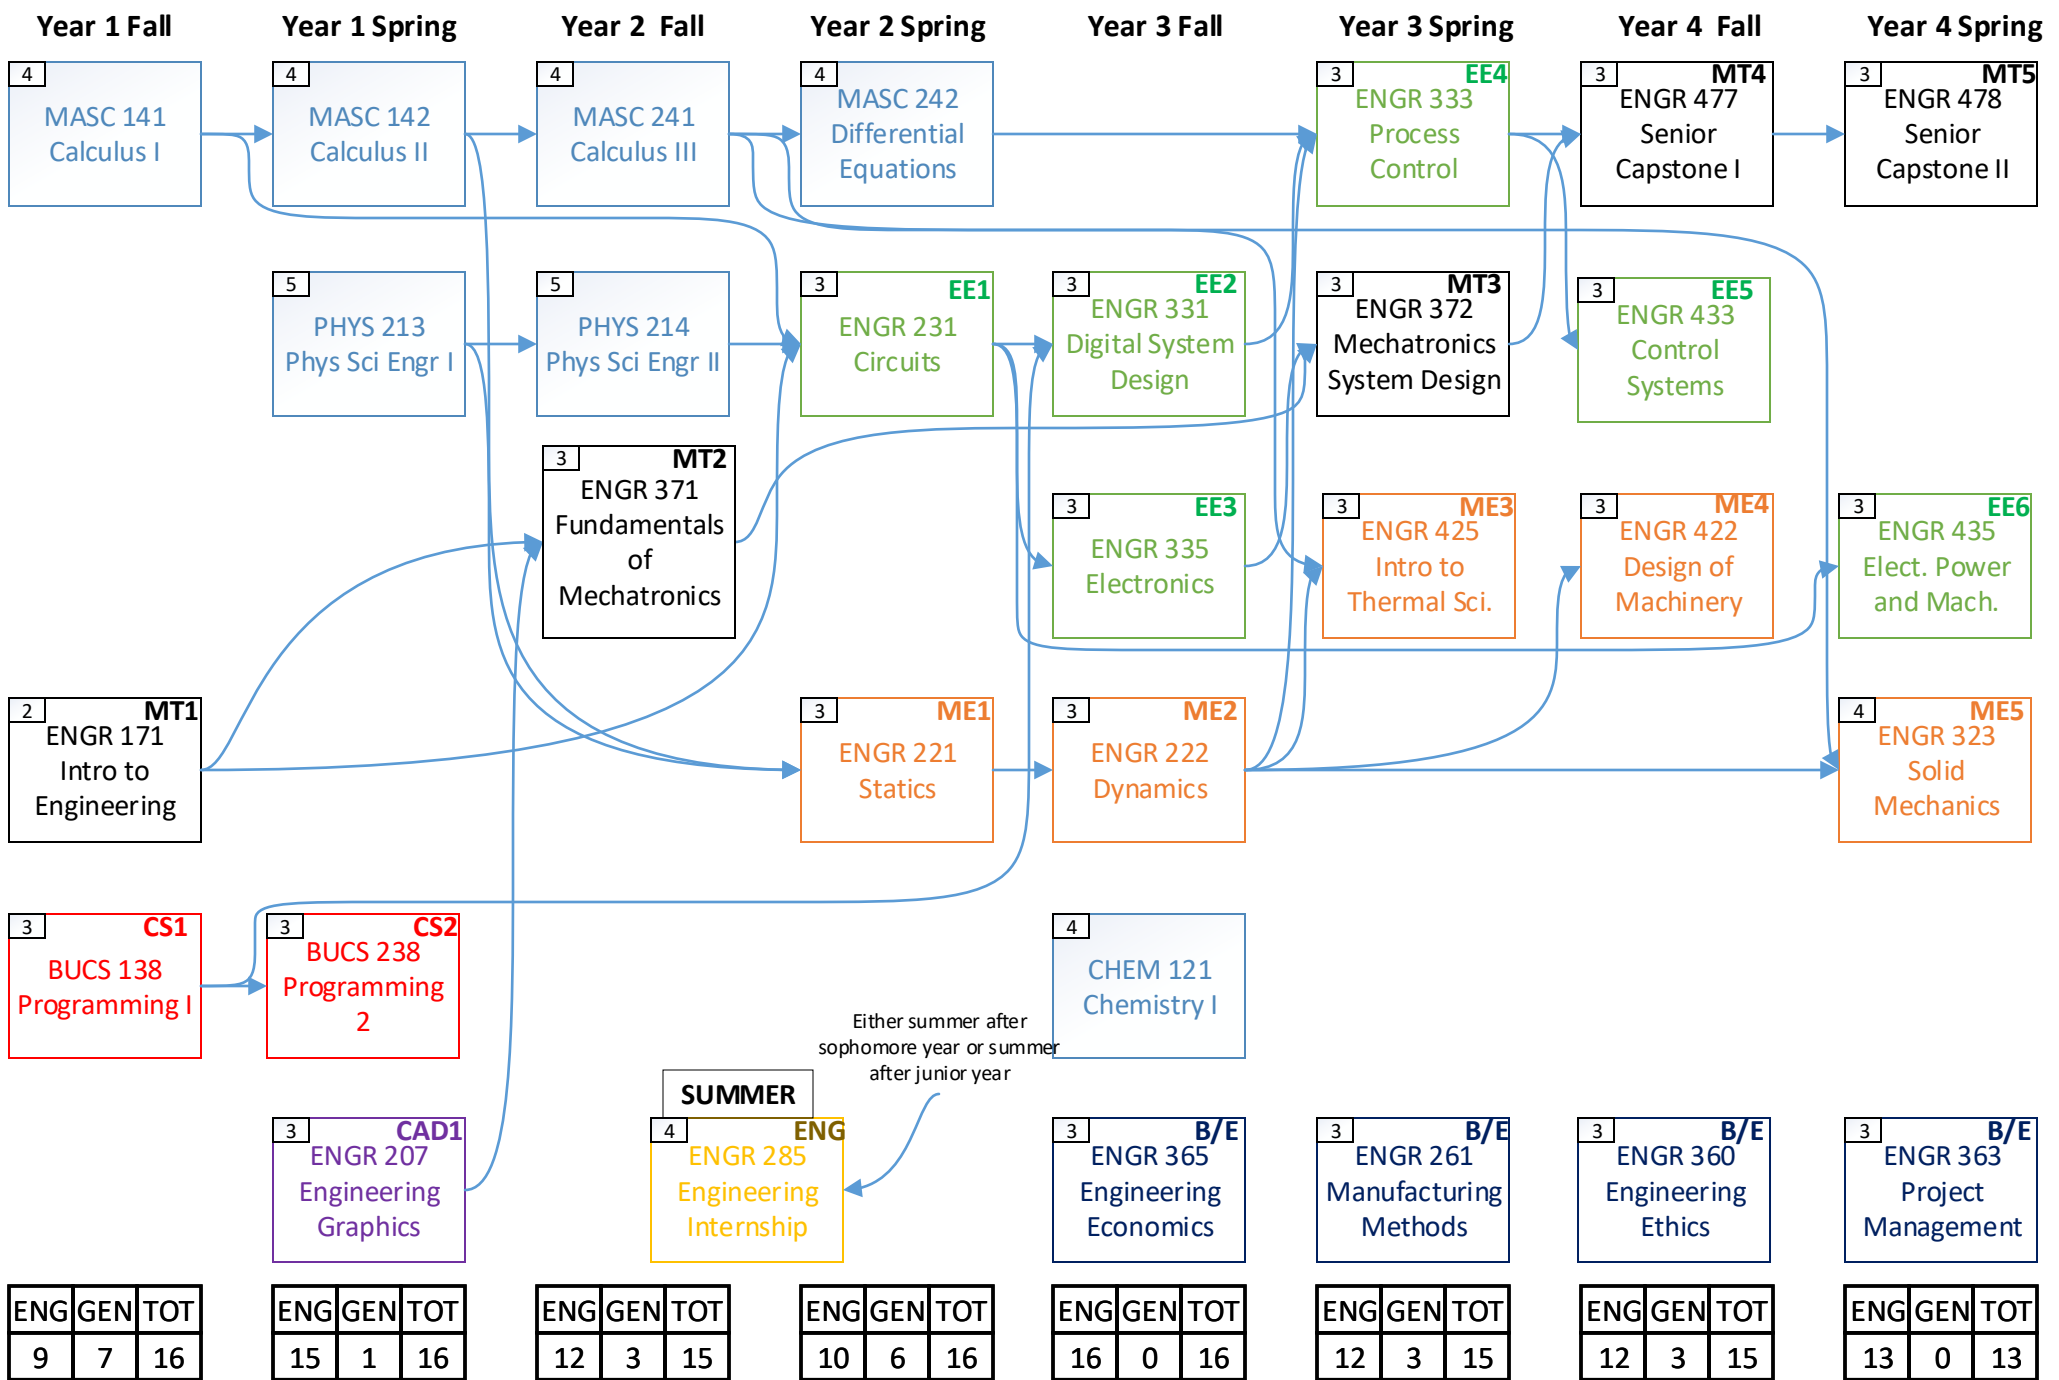 Year 1 Fall
Year 1 Spring
Year 2 Fall
Year 2 Spring
Year 3 Fall
Year 3 Spring
Year 4 Fall
Year 4 Spring
4
MASC 141
Calculus I
4
MASC 142
Calculus II
4
MASC 241
Calculus III
4
MASC 242
Differential
Equations
3
EE4
ENGR 333
Process
Control
3
MT4
ENGR 477
Senior
Capstone I
3
MT5
ENGR 478
Senior
Capstone II
5
PHYS 213
Phys Sci Engr I
5
PHYS 214
Phys Sci Engr II
3
EE1
ENGR 231
Circuits
3
EE2
ENGR 331
Digital System
Design
3
MT3
ENGR 372
Mechatronics
System Design
3
EE5
ENGR 433
Control
Systems
3
MT2
ENGR 371
Fundamentals
of
Mechatronics
3
EE3
ENGR 335
Electronics
3
ME3
ENGR 425
Intro to
Thermal Sci.
3
ME4
ENGR 422
Design of
Machinery
3
EE6
ENGR 435
Elect. Power
and Mach.
2
MT1
ENGR 171
Intro to
Engineering
3
ME1
ENGR 221
Statics
3
ME2
ENGR 222
Dynamics
4
ME5
ENGR 323
Solid
Mechanics
3
CS1
BUCS 138
Programming I
3
CS2
BUCS 238
Programming
2
4
CHEM 121
Chemistry I
Either summer after
sophomore year or summer
after junior year
3
CAD1
ENGR 207
Engineering
Graphics
SUMMER
4
ENG
ENGR 285
Engineering
Internship
3
B/E
ENGR 365
Engineering
Economics
3
B/E
ENGR 261
Manufacturing
Methods
3
B/E
ENGR 360
Engineering
Ethics
3
B/E
ENGR 363
Project
Management
ENG GEN TOT
9 7 16
ENG GEN TOT
15 1 16
ENG GEN TOT
12 3 15
ENG GEN TOT
10 6 16
ENG GEN TOT
16 0 16
ENG GEN TOT
12 3 15
ENG GEN TOT
12 3 15
ENG GEN TOT
13 0 13